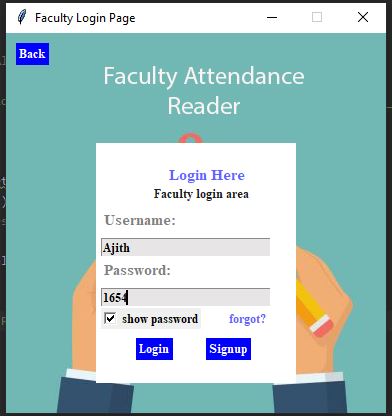 Faculty Login Page
Back
Faculty Attendance
Reader
Login Here
Faculty login area
Username:
Ajith
Password:
1654
show password forgot?
Login Signup